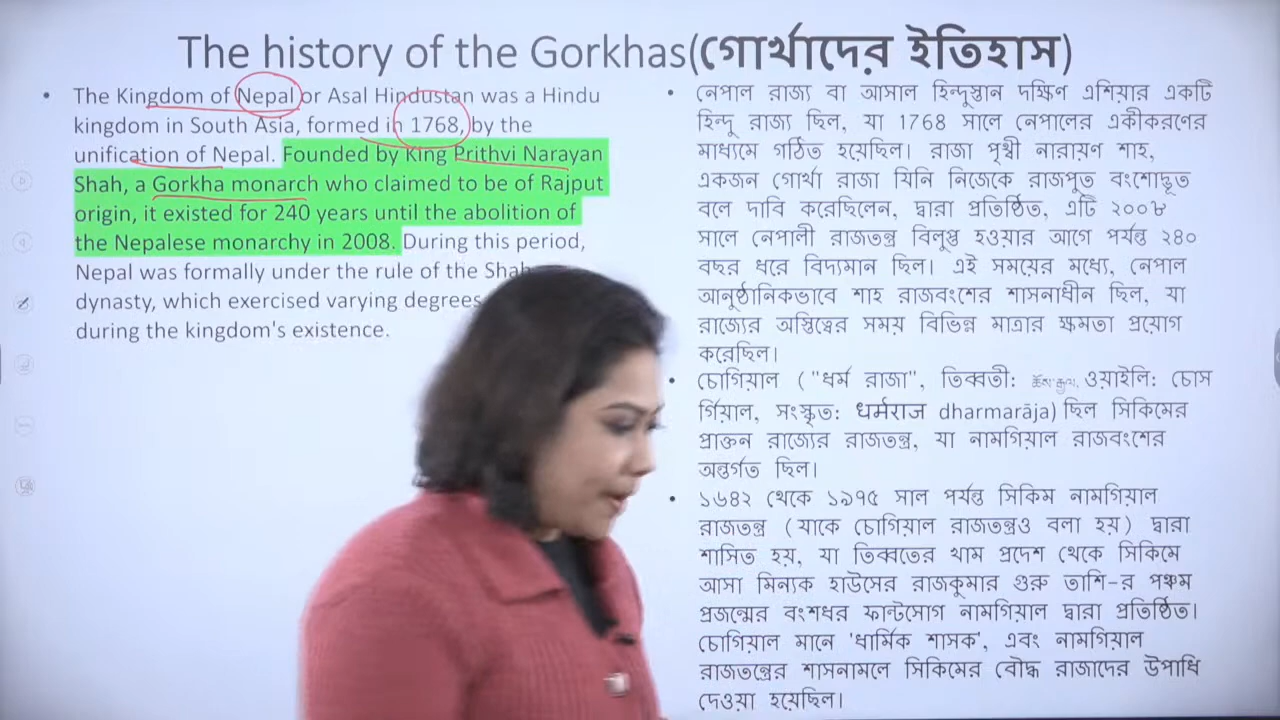 The history of the Gorkhas(গোর্খাদের ইতিহাস)
• The Kingdom of Nepal or Asal Hindustan was a Hindu
kingdom in South Asia, formed in 1768, by the
unification of Nepal. Founded by King Prithvi Narayan
Shah, a Gorkha monarch who claimed to be of Rajput
origin, it existed for 240 years until the abolition of
the Nepalese monarchy in 2008. During this period,
Nepal was formally under the rule of the Shah
dynasty, which exercised varying degrees
during the kingdom's existence.
• নেপাল রাজ্য বা আসাল হিন্দুস্তান দক্ষিণ এশিয়ার একটি
হিন্দু রাজ্য ছিল, যা 1768 সালে নেপালের একীকরণের
মাধ্যমে গঠিত হয়েছিল। রাজা পৃথ্বী নারায়ণ শাহ,
একজন গোর্খা রাজা যিনি নিজেকে রাজপুত বংশোদ্ভূত
বলে দাবি করেছিলেন, দ্বারা প্রতিষ্ঠিত, এটি ২০০৮
সালে নেপালী রাজতন্ত্র বিলুপ্ত হওয়ার আগে পর্যন্ত ২৪০
বছর ধরে বিদ্যমান ছিল। এই সময়ের মধ্যে, নেপাল
আনুষ্ঠানিকভাবে শাহ রাজবংশের শাসনাধীন ছিল, যা
রাজ্যের অস্তিত্বের সময় বিভিন্ন মাত্রার ক্ষমতা প্রয়োগ
করেছিল।
• চোগিয়াল ("ধর্ম রাজা", তিব্বতী: ওয়াইলি: চোস
র্গিয়াল, সংস্কৃত: धर्मराज dharmarāja) ছিল সিকিমের
প্রাক্তন রাজ্যের রাজতন্ত্র, যা নামগিয়াল রাজবংশের
অন্তর্গত ছিল।
• ১৬৪২ থেকে ১৯৭৫ সাল পর্যন্ত সিকিম নামগিয়াল
রাজতন্ত্র (যাকে চোগিয়াল রাজতন্ত্রও বলা হয়) দ্বারা
শাসিত হয়, যা তিব্বতের খাম প্রদেশ থেকে সিকিমে
আসা মিন্যক হাউসের রাজকুমার গুরু তাশি-র পঞ্চম
প্রজন্মের বংশধর ফান্টসোগ নামগিয়াল দ্বারা প্রতিষ্ঠিত।
চোগিয়াল মানে 'ধার্মিক শাসক', এবং নামগিয়াল
রাজতন্ত্রের শাসনামলে সিকিমের বৌদ্ধ রাজাদের উপাধি
দেওয়া হয়েছিল।